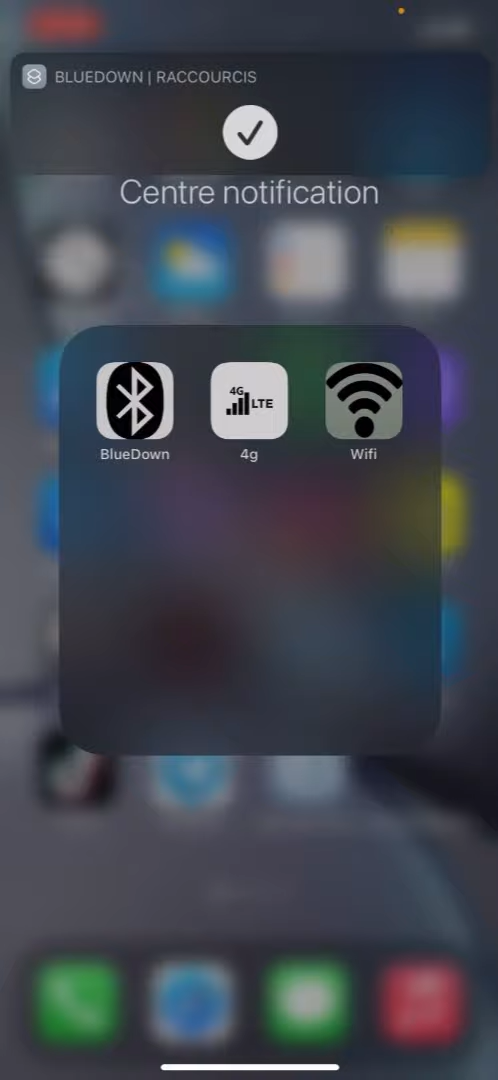 BLUEDOWN | RACCOURCIS
Centre notification
4G
LTE
BlueDown
4g
Wifi